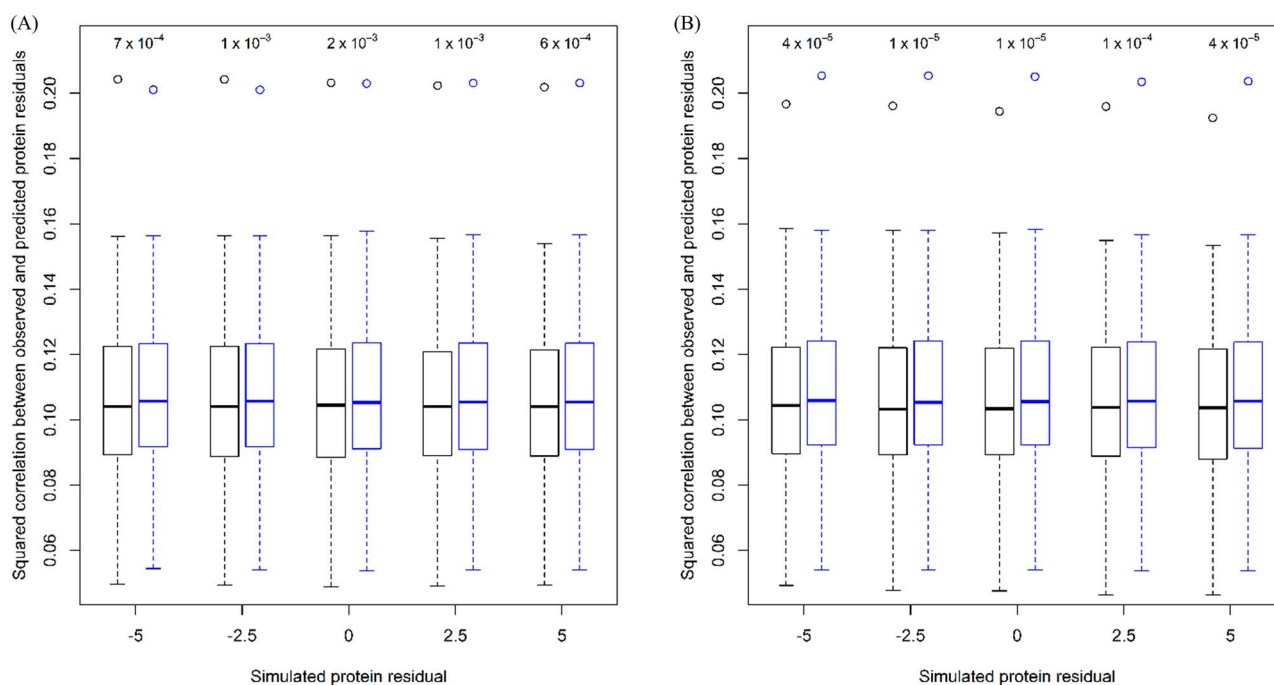 (A)
7 x 10⁻⁴ 1 x 10⁻³ 2 x 10⁻³ 1 x 10⁻³ 6 x 10⁻⁴
Squared correlation between observed and predicted protein residuals
0.20
0.18
0.16
0.14
0.12
0.10
0.08
0.06
-5 -2.5 0 2.5 5
Simulated protein residual
(B)
4 x 10⁻⁵ 1 x 10⁻⁵ 1 x 10⁻⁵ 1 x 10⁻⁴ 4 x 10⁻⁵
Squared correlation between observed and predicted protein residuals
0.20
0.18
0.16
0.14
0.12
0.10
0.08
0.06
-5 -2.5 0 2.5 5
Simulated protein residual